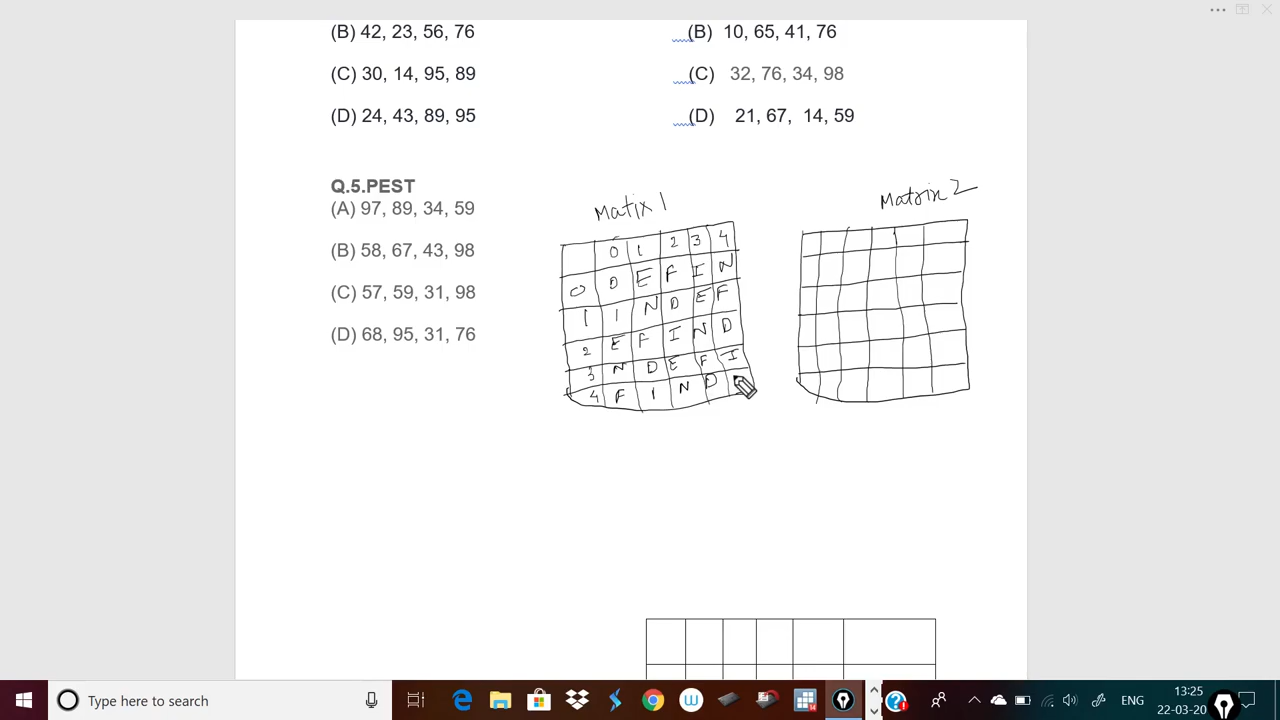 (B) 42, 23, 56, 76
(B) 10, 65, 41, 76
(C) 30, 14, 95, 89
(C) 32, 76, 34, 98
(D) 24, 43, 89, 95
(D) 21, 67, 14, 59
Q.5.PEST
(A) 97, 89, 34, 59
(B) 58, 67, 43, 98
(C) 57, 59, 31, 98
(D) 68, 95, 31, 76
Matix 1
0 1 2 3 4
0 D E F I N
1 I N D E F
2 E F I N D
3 N D E F I
4 F I N D
Matrix 2
Type here to search
ENG
13:25
22-03-20